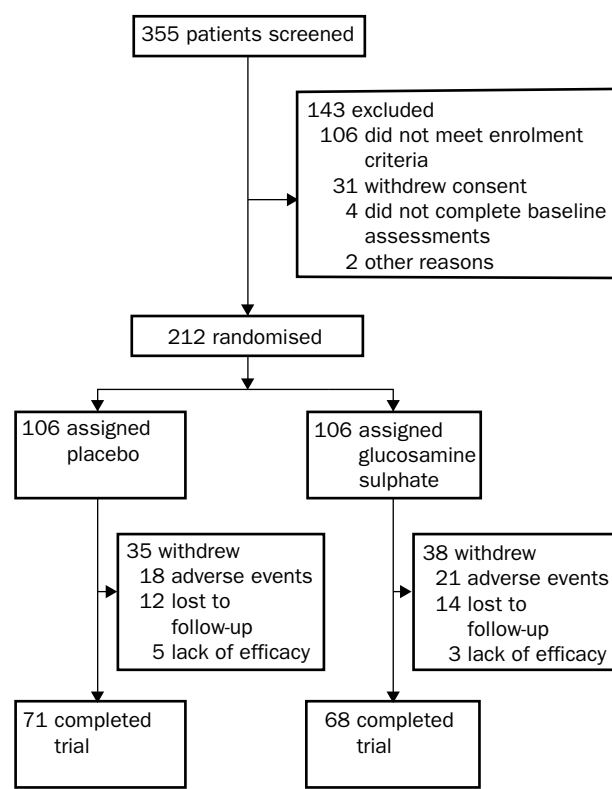 355 patients screened
143 excluded
106 did not meet enrolment
criteria
31 withdrew consent
4 did not complete baseline
assessments
2 other reasons
212 randomised
106 assigned
placebo
106 assigned
glucosamine
sulphate
35 withdrew
18 adverse events
12 lost to
follow-up
5 lack of efficacy
38 withdrew
21 adverse events
14 lost to
follow-up
3 lack of efficacy
71 completed
trial
68 completed
trial